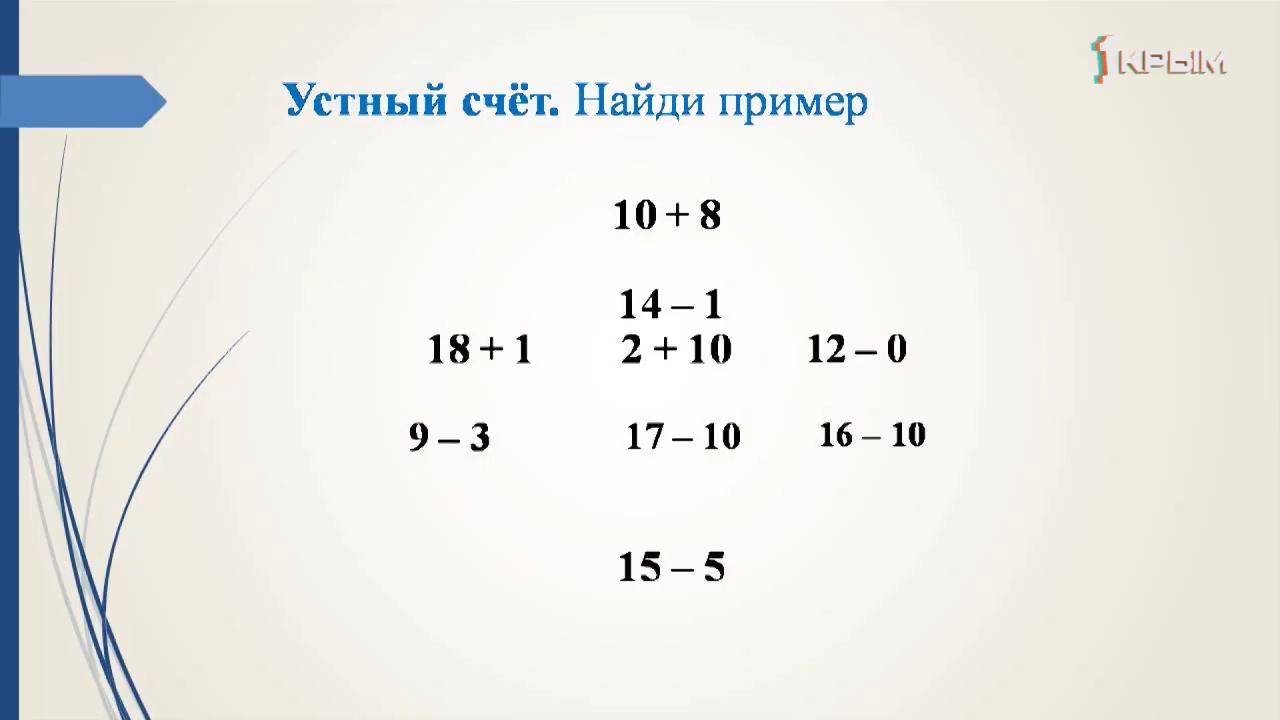 КРЫМ
Устный счёт. Найди пример
10 + 8
14 – 1
18 + 1 2 + 10 12 – 0
9 – 3 17 – 10 16 – 10
15 – 5